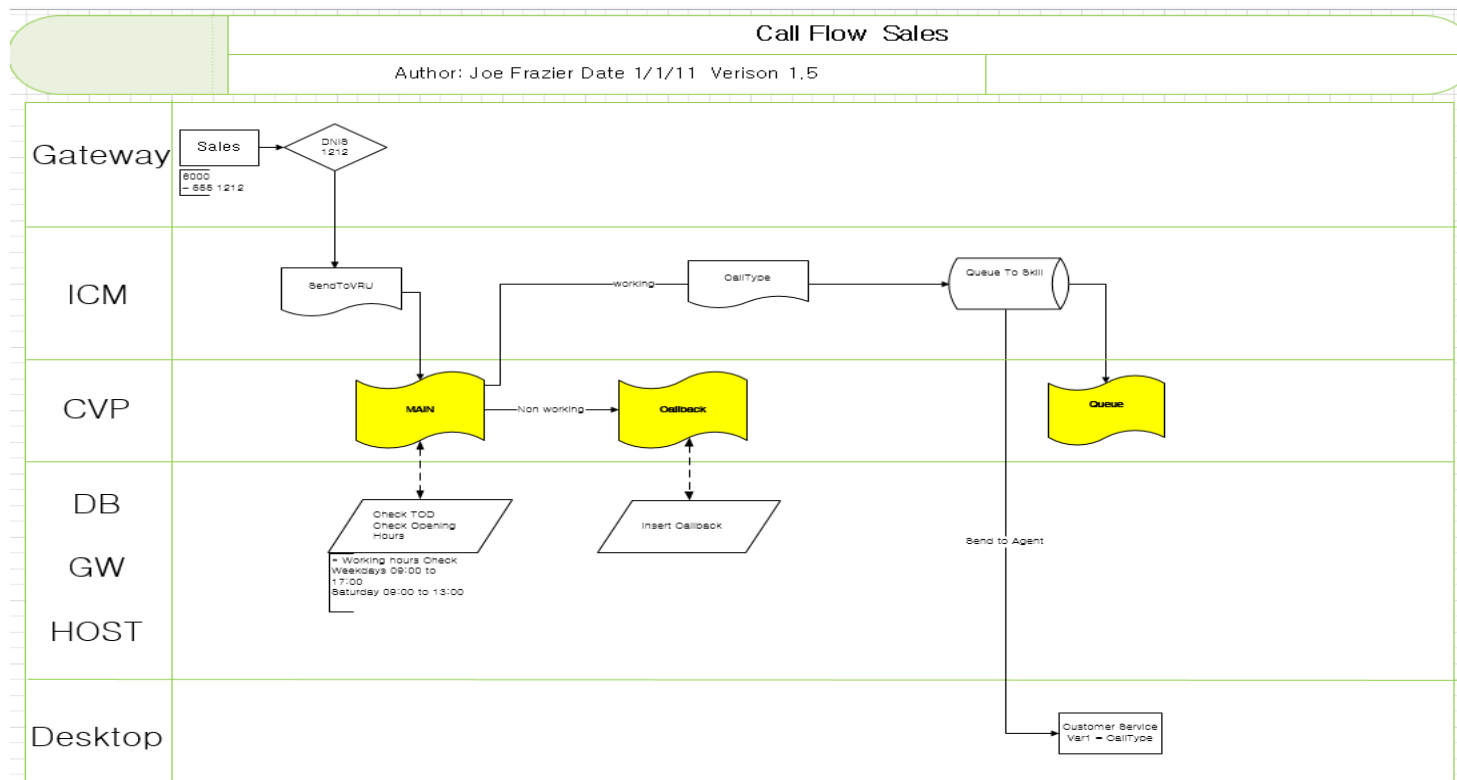 Call Flow Sales
Author: Joe Frazier Date 1/1/11 Verison 1.5
Gateway
Sales
DNIS
1212
6000
- 555 1212
ICM
SendToVRU
working
CallType
Queue To Skill
CVP
MAIN
Non working
Callback
Queue
DB
GW
HOST
Check TOD
Check Opening
Hours
- Working hours Check
Weekdays 09:00 to
17:00
Saturday 09:00 to 13:00
Insert Callback
Send to Agent
Desktop
Customer Service
Var1 - CallType